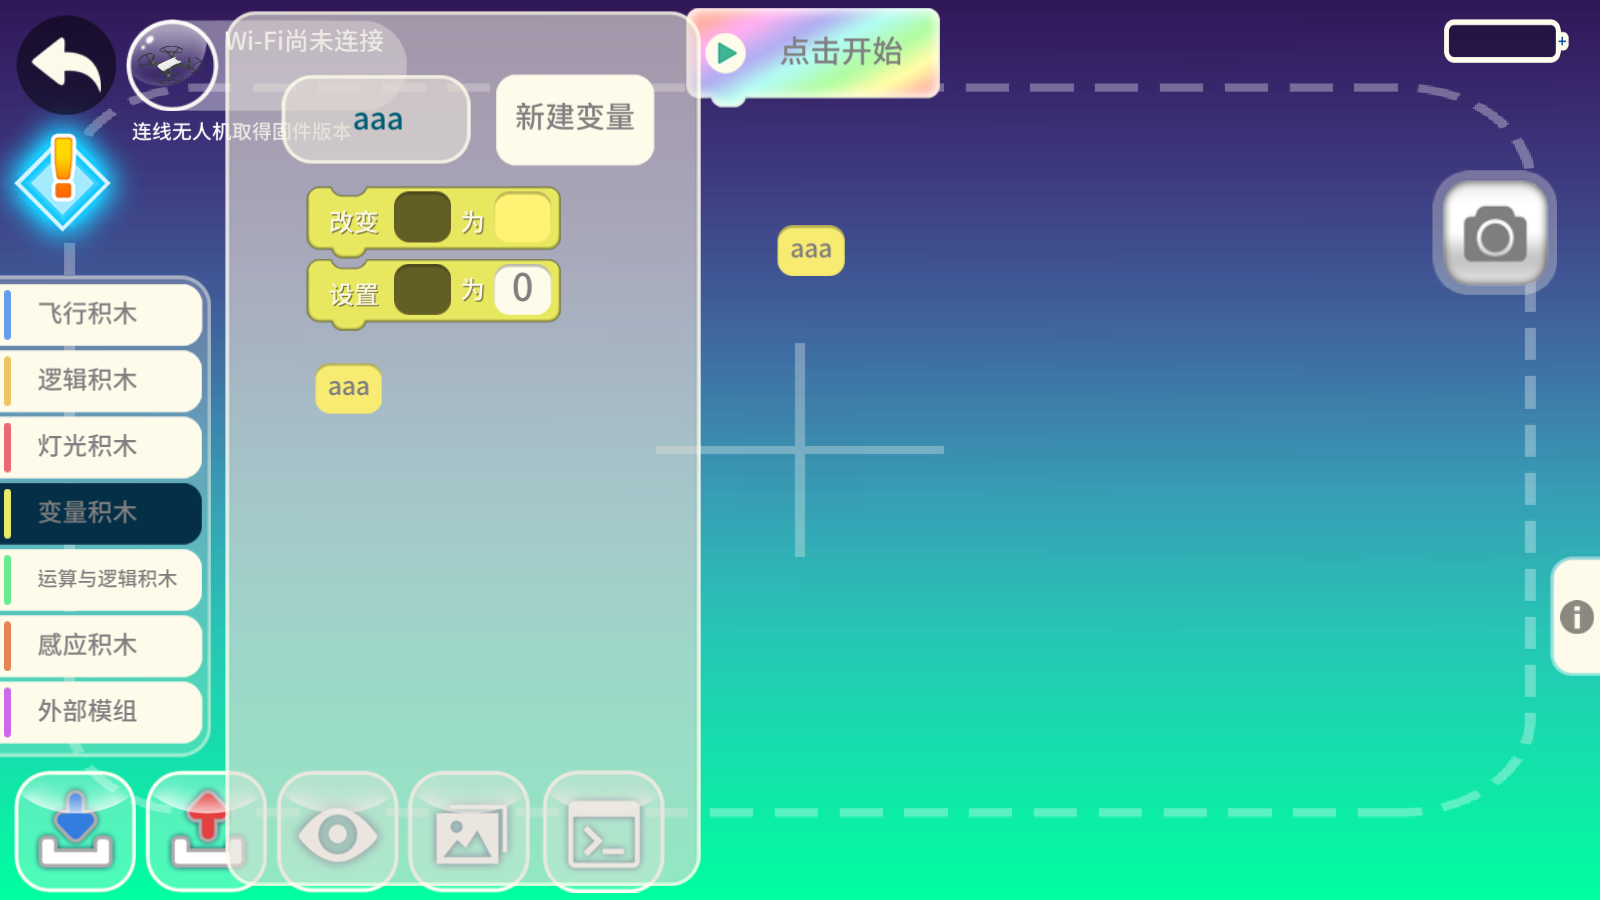 Wi-Fi尚未连接
连线无人机取得固件版本
aaa
新建变量
点击开始
改变 为
设置 为 0
aaa
aaa
飞行积木
逻辑积木
灯光积木
变量积木
运算与逻辑积木
感应积木
外部模组